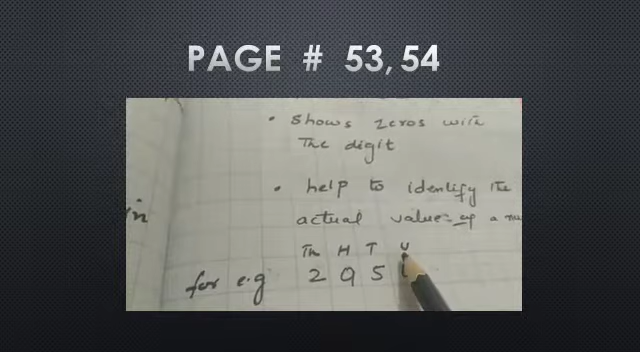 PAGE # 53,54
• Shows zeros with
The digit
• help to identify the
actual value of a
in
Th H T U
for e.g 2 9 5